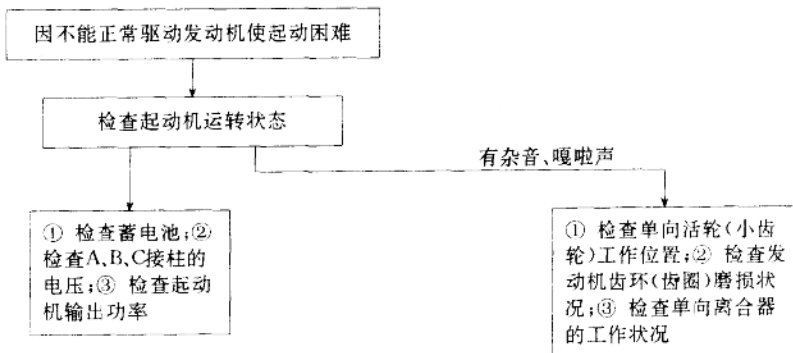 因不能正常驱动发动机使起动困难
检查起动机运转状态
有杂音、嘎啦声
① 检查蓄电池;②
检查A、B、C接柱的
电压;③ 检查起动
机输出功率
① 检查单向活轮(小齿
轮)工作位置;② 检查发
动机齿环(齿圈)磨损状
况;③ 检查单向离合器
的工作状况